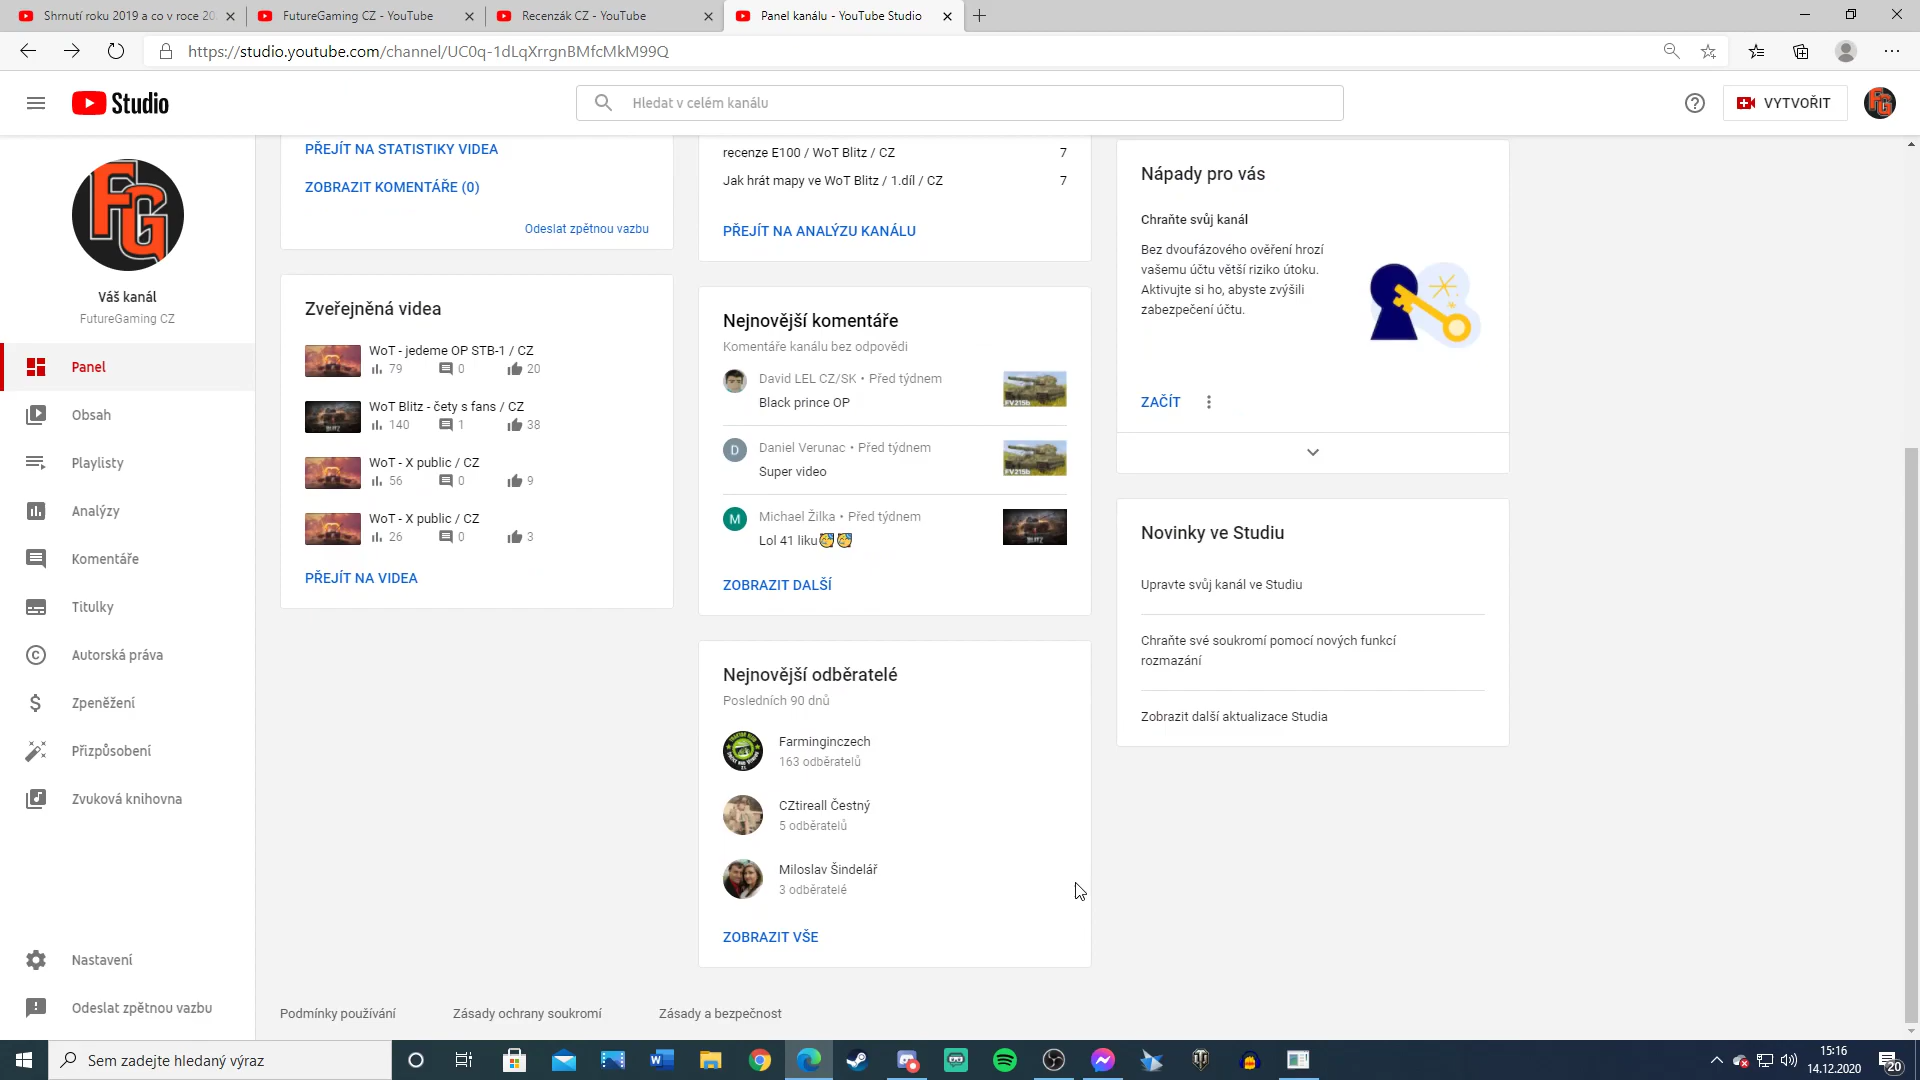 Shrnutí roku 2019 a co v roce 20
FutureGaming CZ - YouTube
Recenzák CZ - YouTube
Panel kanálu - YouTube Studio
https://studio.youtube.com/channel/UC0q-1dLqXrrgnBMfcMkM99Q
Studio
Hledat v celém kanálu
VYTVOŘIT
FG
FG
Váš kanál
FutureGaming CZ
Panel
Obsah
Playlisty
Analýzy
Komentáře
Titulky
Autorská práva
Zpeněžení
Přizpůsobení
Zvuková knihovna
Nastavení
Odeslat zpětnou vazbu
PŘEJÍT NA STATISTIKY VIDEA
ZOBRAZIT KOMENTÁŘE (0)
Odeslat zpětnou vazbu
Zveřejněná videa
WoT - jedeme OP STB-1 / CZ
79 0 20
WoT Blitz - čety s fans / CZ
140 1 38
WoT - X public / CZ
56 0 9
WoT - X public / CZ
26 0 3
PŘEJÍT NA VIDEA
recenze E100 / WoT Blitz / CZ 7
Jak hrát mapy ve WoT Blitz / 1.díl / CZ 7
PŘEJÍT NA ANALÝZU KANÁLU
Nejnovější komentáře
Komentáře kanálu bez odpovědi
David LEL CZ/SK • Před týdnem
Black prince OP
FV215b
D
Daniel Verunac • Před týdnem
Super video
FV215b
M
Michael Žilka • Před týdnem
Lol 41 liku🥳🥳
BLITZ
ZOBRAZIT DALŠÍ
Nejnovější odběratelé
Posledních 90 dnů
Farminginczech
163 odběratelů
CZtireall Čestný
5 odběratelů
Miloslav Šindelář
3 odběratelé
ZOBRAZIT VŠE
Nápady pro vás
Chraňte svůj kanál
Bez dvoufázového ověření hrozí
vašemu účtu větší riziko útoku.
Aktivujte si ho, abyste zvýšili
zabezpečení účtu.
ZAČÍT
Novinky ve Studiu
Upravte svůj kanál ve Studiu
Chraňte své soukromí pomocí nových funkcí
rozmazání
Zobrazit další aktualizace Studia
Podmínky používání
Zásady ochrany soukromí
Zásady a bezpečnost
Sem zadejte hledaný výraz
15:16
14.12.2020
20